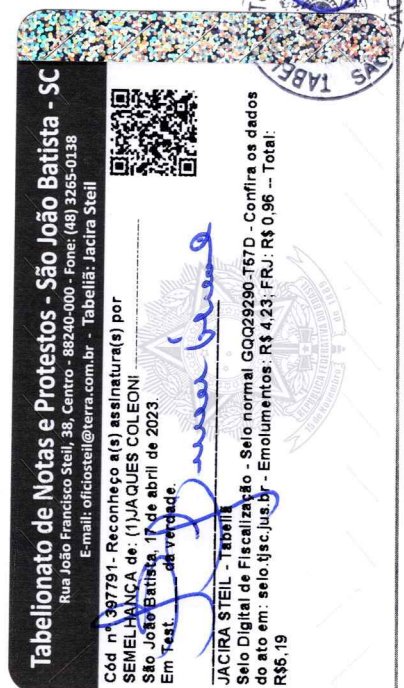 Tabelionato de Notas e Protestos - São João Batista - SC
Rua João Francisco Steil, 38, Centro - 88240-000 - Fone: (48) 3265-0138
E-mail: oficiosteil@terra.com.br - Tabeliã: Jacira Steil
Cód nº 397791- Reconheço a(s) assinatura(s) por
SEMELHANÇA de: (1)JAQUES COLEONI
São João Batista, 17 de abril de 2023.
Em Test. ____ da verdade.
JACIRA STEIL - Tabeliã
Selo Digital de Fiscalização - Selo normal GQQ29290-T57D - Confira os dados
do ato em: selo.tjsc.jus.br - Emolumentos: R$ 4,23; FRJ: R$ 0,96 -- Total:
R$5,19
TABEL
SÃO